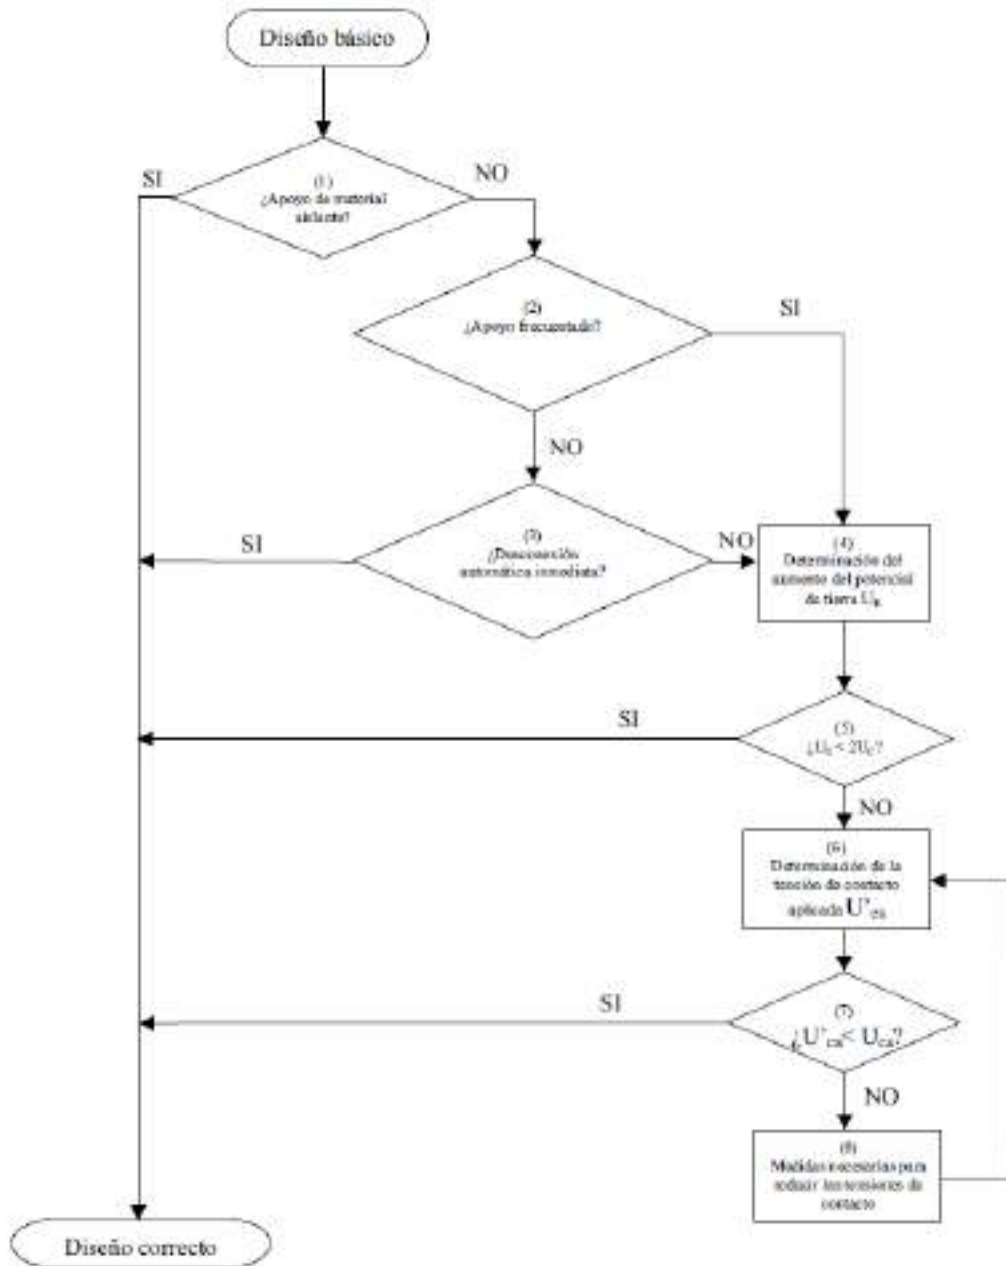 Diseño básico
SI
NO
(1)
¿Apoyo de material
aislante?
(2)
¿Apoyo frecuentado?
SI
NO
(3)
¿Desconexión
automática inmediata?
SI
NO
(4)
Determinación del
aumento del potencial
de tierra U
SI
(5)
NO
(6)
Determinación de la
tensión de contacto
aplicada U'ca
SI
(7)
¿U'ca< Uca?
NO
(8)
Medidas necesarias para
reducir las tensiones de
contacto
Diseño correcto